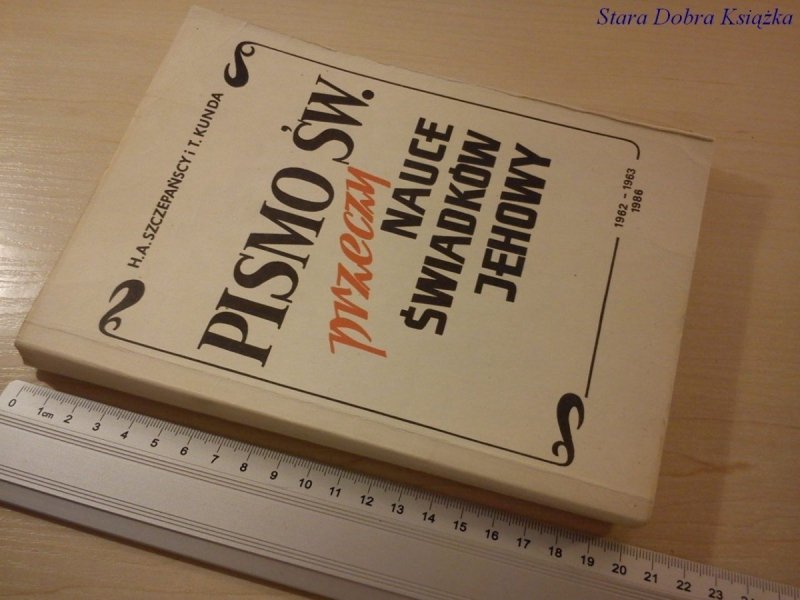 Stara Dobra Książka
H.A. SZCZEPAŃSCY i T. KUNDA
PISMO ŚW.
przeczy
NAUCE
ŚWIADKÓW
JEHOWY
1962 - 1963
1986
0 1cm 2 3 4 5 6 7 8 9 10 11 12 13 14 15 16 17 18 19 20 21 22 23